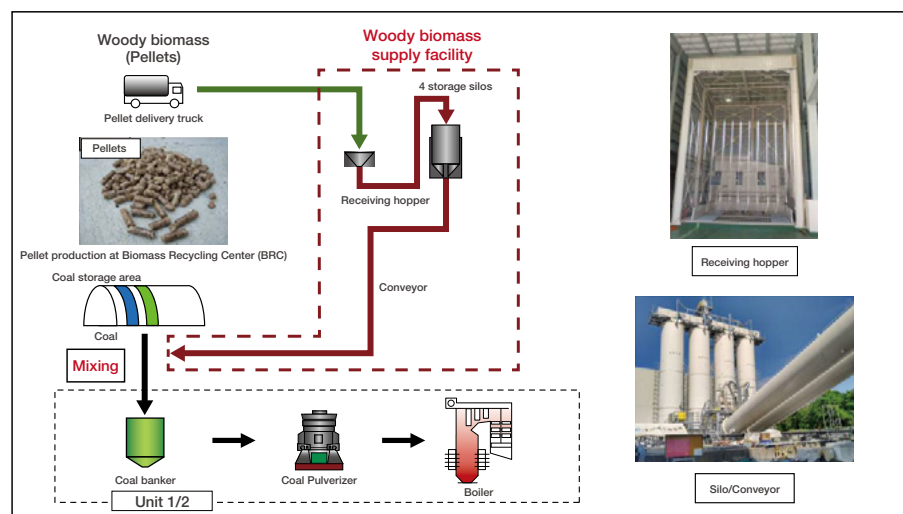 Woody biomass
(Pellets)
Pellet delivery truck
Pellets
Pellet production at Biomass Recycling Center (BRC)
Woody biomass
supply facility
4 storage silos
Receiving hopper
Conveyor
Coal storage area
Coal
Mixing
Coal banker
Coal Pulverizer
Boiler
Unit 1/2
Receiving hopper
Silo/Conveyor